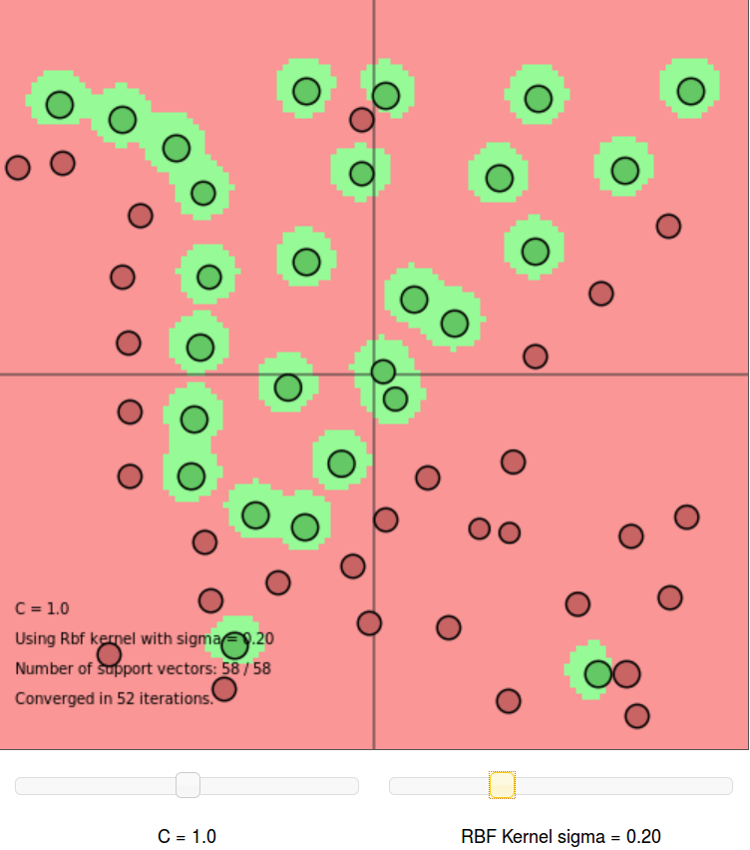 C = 1.0
Using Rbf kernel with sigma = 0.20
Number of support vectors: 58 / 58
Converged in 52 iterations.
C = 1.0
RBF Kernel sigma = 0.20